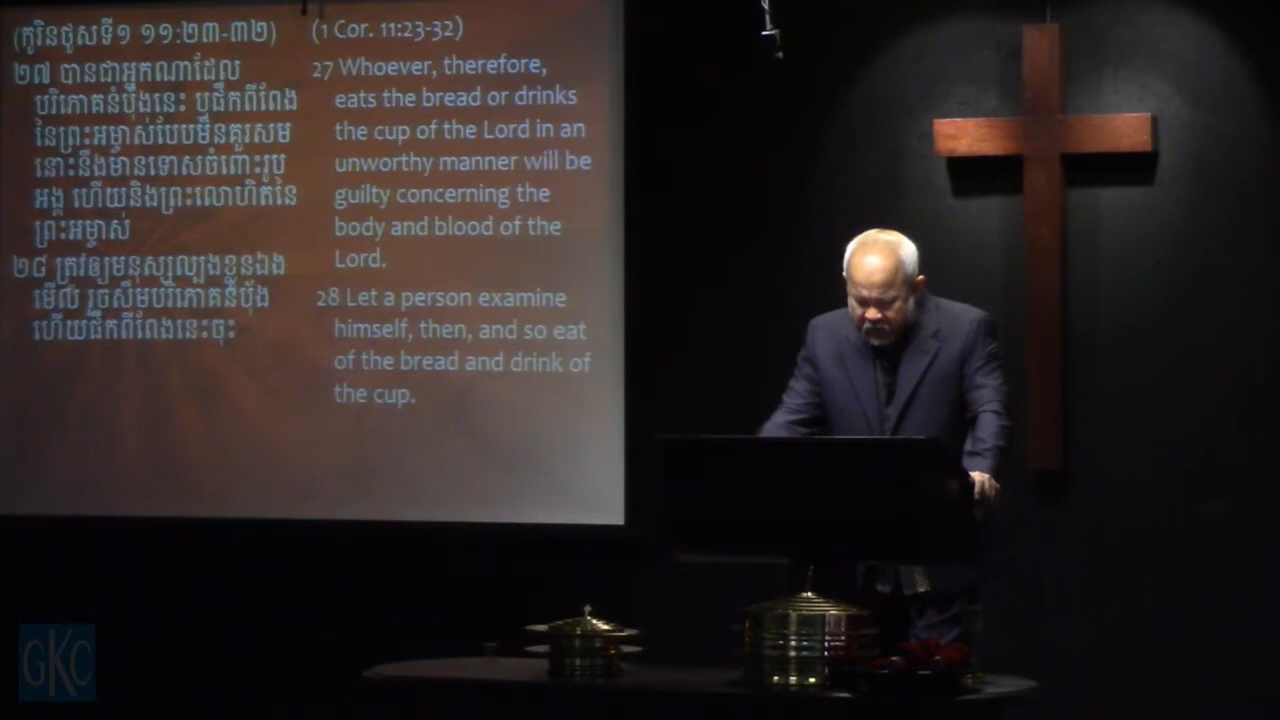 (កូរិនថូសទី១ ១១:២៣-៣២)
២៧ បានជាអ្នកណាដែល
បរិភោគនំប៉័ងនេះ ឬផឹកពីពែង
នៃព្រះអម្ចាស់បែបមិនគួរសម
នោះនឹងមានទោសចំពោះរូប
អង្គ ហើយនិងព្រះលោហិតនៃ
ព្រះអម្ចាស់
២៨ ត្រូវឲ្យមនុស្សល្បងខ្លួនឯង
មើល រួចសឹមបរិភោគនំប៉័ង
ហើយផឹកពីពែងនេះចុះ
(1 Cor. 11:23-32)
27 Whoever, therefore,
eats the bread or drinks
the cup of the Lord in an
unworthy manner will be
guilty concerning the
body and blood of the
Lord.
28 Let a person examine
himself, then, and so eat
of the bread and drink of
the cup.
GKC